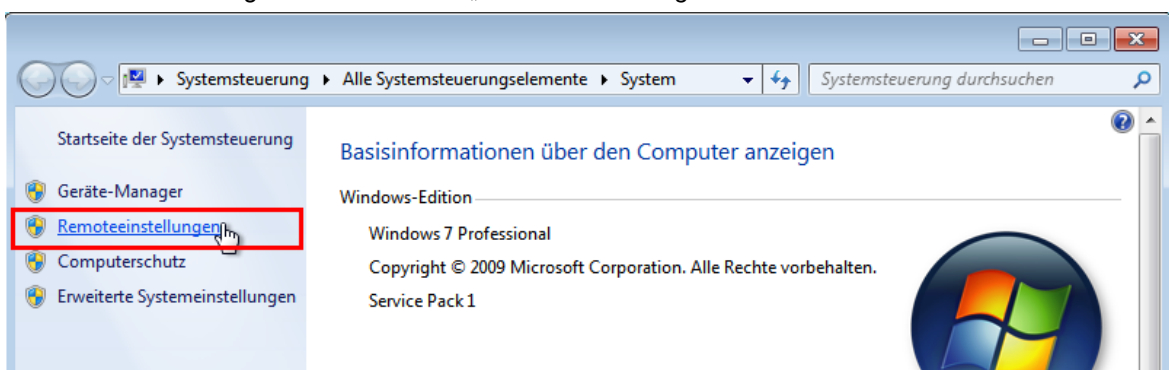 Systemsteuerung ▸ Alle Systemsteuerungselemente ▸ System
Systemsteuerung durchsuchen
Startseite der Systemsteuerung
Geräte-Manager
Remoteeinstellungen
Computerschutz
Erweiterte Systemeinstellungen
Basisinformationen über den Computer anzeigen
Windows-Edition
Windows 7 Professional
Copyright © 2009 Microsoft Corporation. Alle Rechte vorbehalten.
Service Pack 1